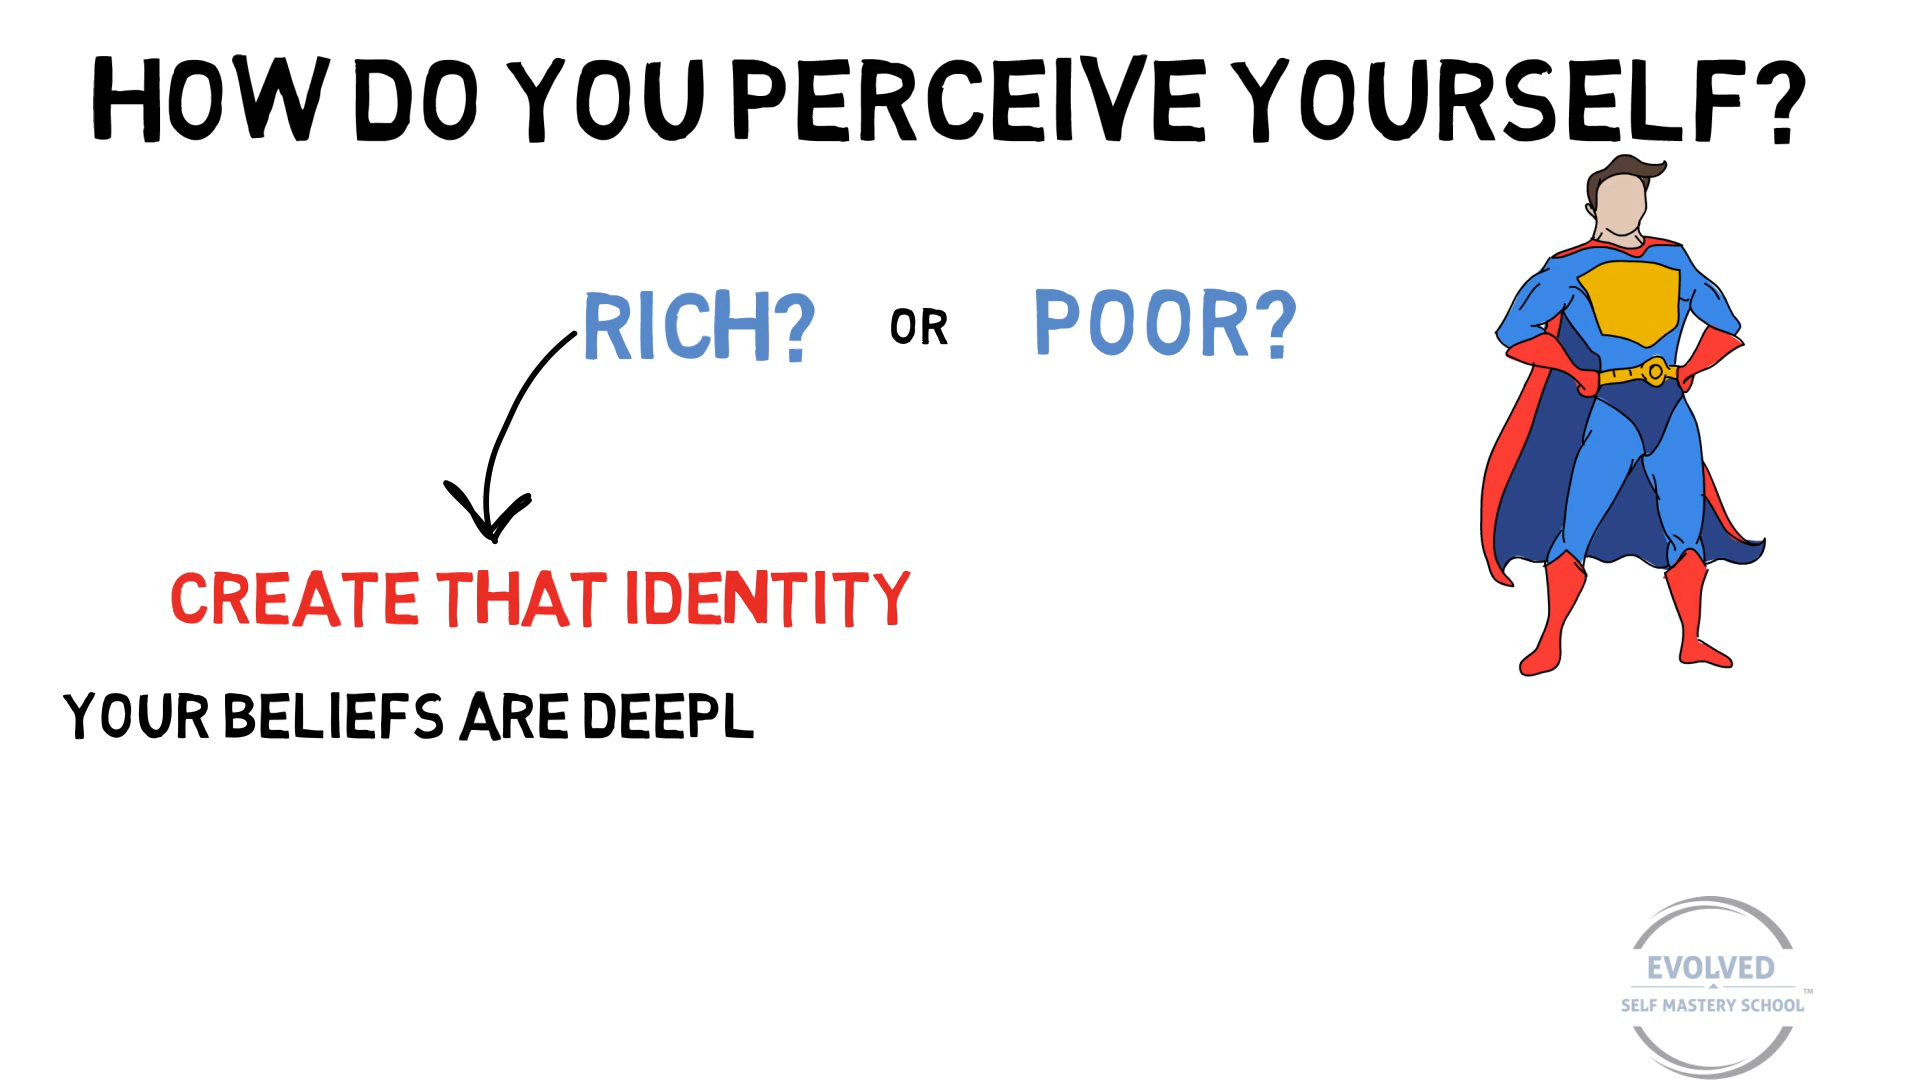 HOW DO YOU PERCEIVE YOURSELF?
RICH? OR POOR?
CREATE THAT IDENTITY
YOUR BELIEFS ARE DEEPL
EVOLVED
TM
SELF MASTERY SCHOOL